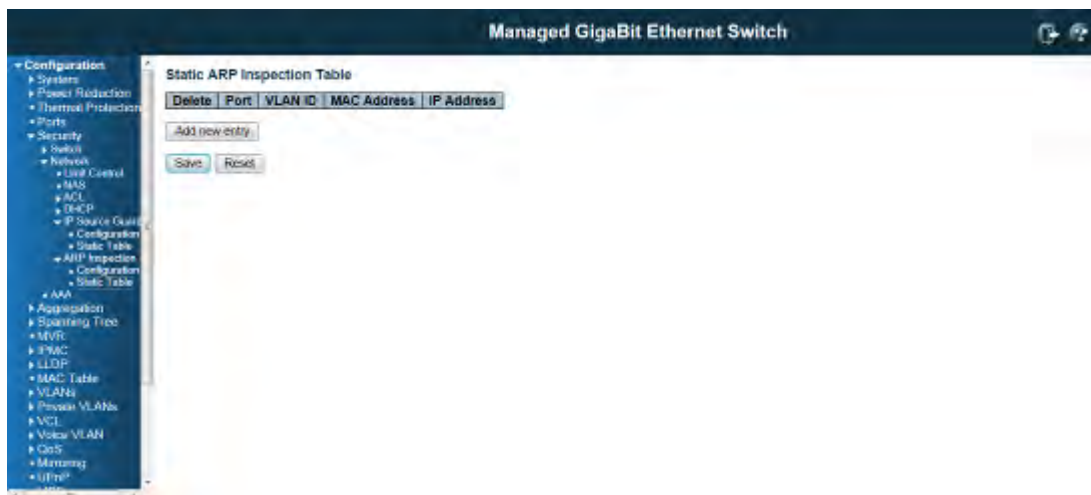 Managed GigaBit Ethernet Switch
Configuration
System
Power Reduction
Thermal Protection
Ports
Security
Switch
Network
Limit Control
NAS
ACL
DHCP
IP Source Guard
Configuration
Static Table
ARP Inspection
Configuration
Static Table
AAA
Aggregation
Spanning Tree
MVR
IPMC
LLDP
MAC Table
VLANs
Private VLANs
VCL
Voice VLAN
QoS
Mirroring
UPnP
Static ARP Inspection Table
Delete Port VLAN ID MAC Address IP Address
Add new entry
Save Reset